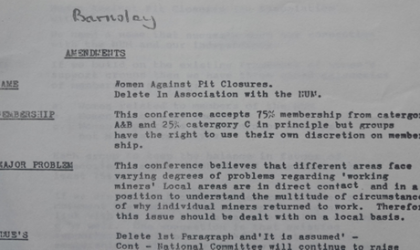 Barnsley
AMENDMENTS
AME Women Against Pit Closures.
Delete In Association with the NUM.
EMBERSHIP This conference accepts 75% membership from catergor
A&B and 25% catergory C in principle but groups
have the right to use their own discretion on member
ship.
MAJOR PROBLEM This conference believes that different areas face
varying degrees of problems regarding 'working
miners' Local areas are in direct contact and in a
position to understand the multitude of circumstance
of why individual miners returned to work. Therefo
this issue should be dealt with on a local basis.
UE'S Delete 1st Paragraph and'It is assumed' -
Cont - National Committee will continue to raise